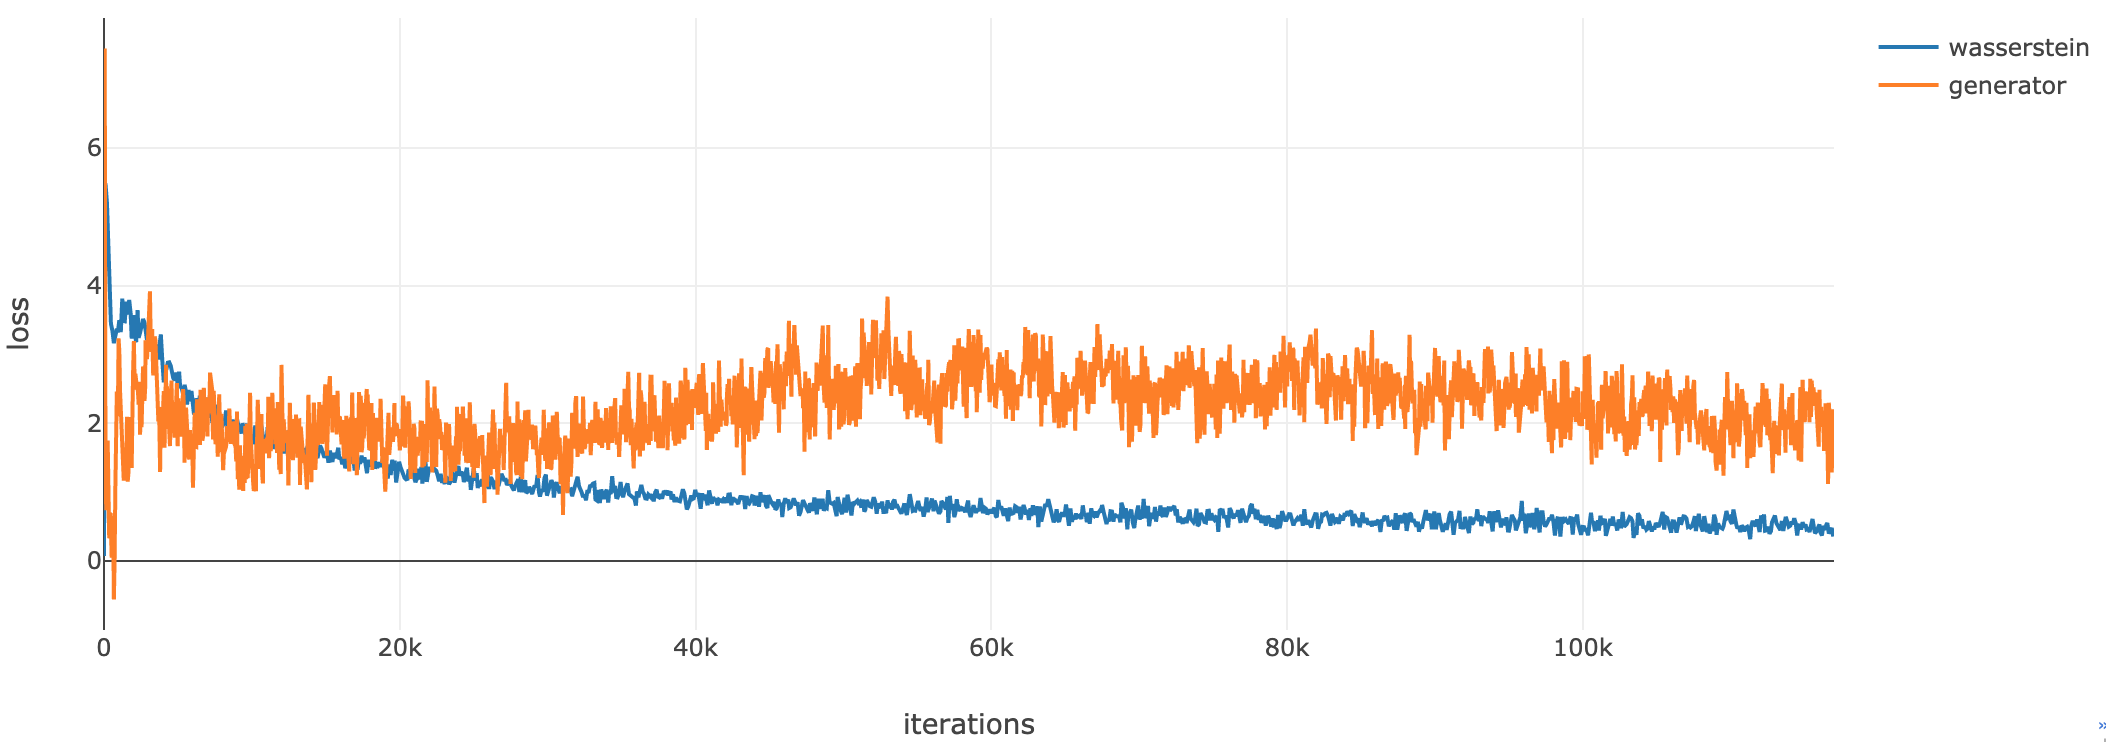 wasserstein
generator
loss
6
4
2
0
0 20k 40k 60k 80k 100k
iterations
»